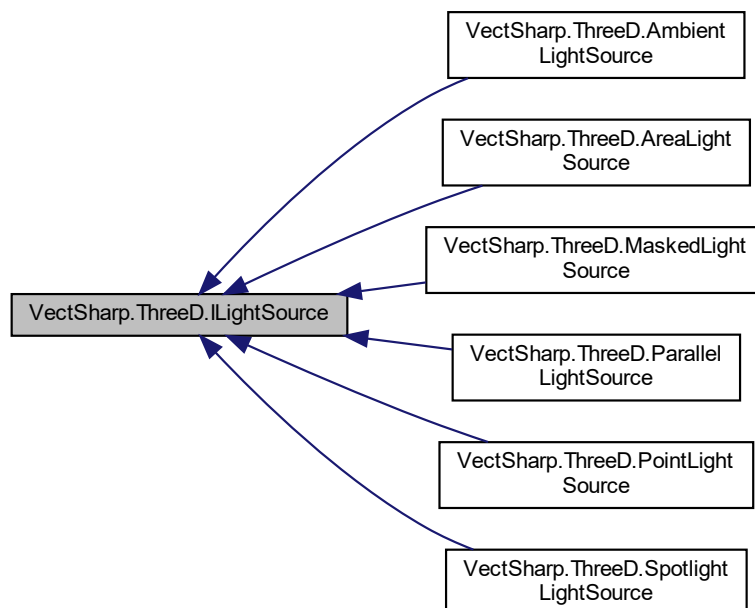 VectSharp.ThreeD.Ambient
LightSource
VectSharp.ThreeD.AreaLight
Source
VectSharp.ThreeD.MaskedLight
Source
VectSharp.ThreeD.ILightSource
VectSharp.ThreeD.Parallel
LightSource
VectSharp.ThreeD.PointLight
Source
VectSharp.ThreeD.Spotlight
LightSource